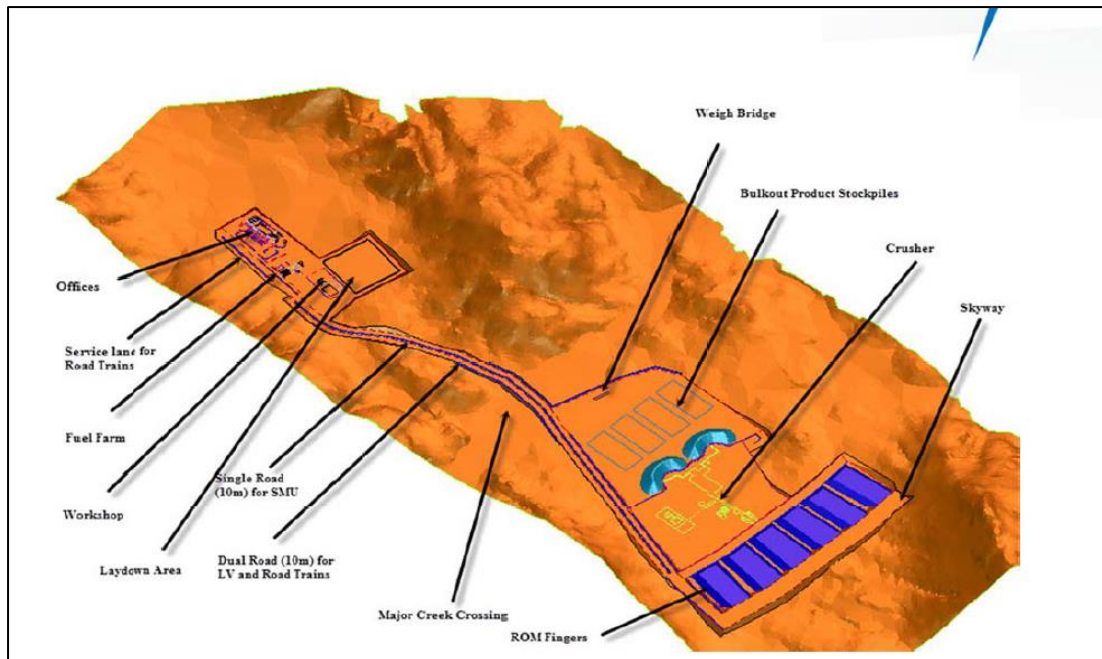 Weigh Bridge
Bulkout Product Stockpiles
Crusher
Skyway
Offices
Service lane for
Road Trains
Fuel Farm
Single Road
(10m) for SMU
Workshop
Dual Road (10m) for
LV and Road Trains
Laydown Area
Major Creek Crossing
ROM Fingers